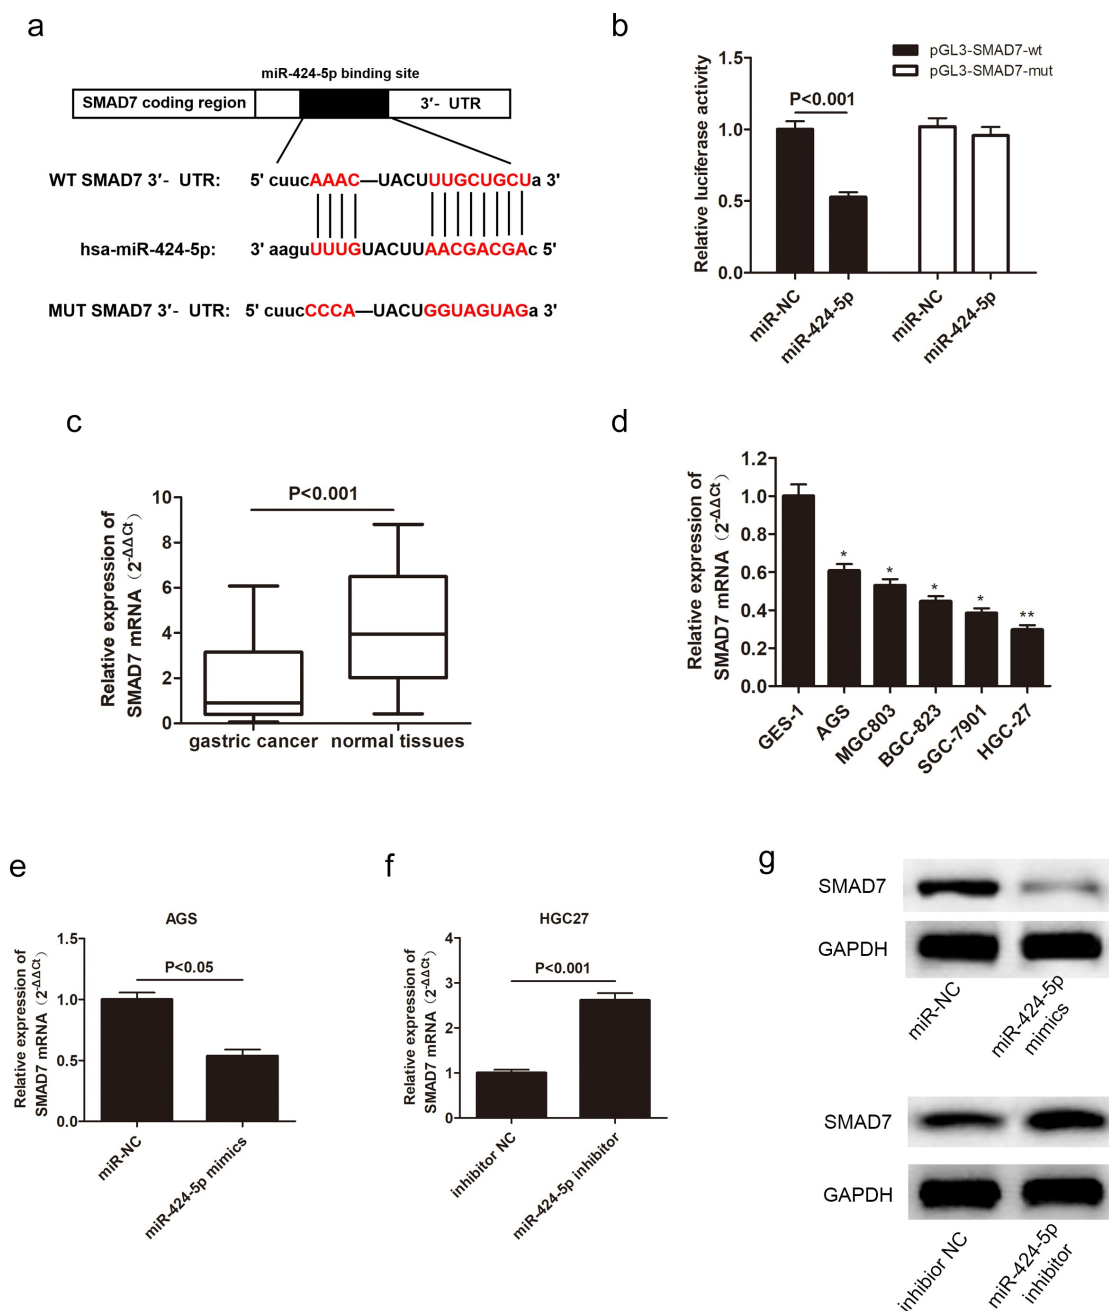 a
miR-424-5p binding site
SMAD7 coding region
3′- UTR
WT SMAD7 3′- UTR: 5' cuucAAAC—UACUUUGCUGCUa 3'
hsa-miR-424-5p: 3' aaguUUUGUACUUAACGACGAc 5'
MUT SMAD7 3′- UTR: 5' cuucCCCA—UACUGGUAGUAGa 3'
b
Relative luciferase activity
1.5
1.0
0.5
0.0
P<0.001
pGL3-SMAD7-wt
pGL3-SMAD7-mut
miR-NC
miR-424-5p
miR-NC
miR-424-5p
c
Relative expression of
SMAD7 mRNA (2-ΔΔCt)
10
8
6
4
2
0
P<0.001
gastric cancer
normal tissues
d
Relative expression of
SMAD7 mRNA (2-ΔΔCt)
1.2
1.0
0.8
0.6
0.4
0.2
0.0
*
*
*
*
**
GES-1
AGS
MGC803
BGC-823
SGC-7901
HGC-27
e
AGS
Relative expression of
SMAD7 mRNA (2-ΔΔCt)
1.5
1.0
0.5
0.0
P<0.05
miR-NC
miR-424-5p mimics
f
HGC27
Relative expression of
SMAD7 mRNA (2-ΔΔCt)
4
3
2
1
0
P<0.001
inhibitor NC
miR-424-5p inhibitor
g
SMAD7
GAPDH
miR-NC
miR-424-5p
mimics
SMAD7
GAPDH
inhibior NC
miR-424-5p
inhibitor